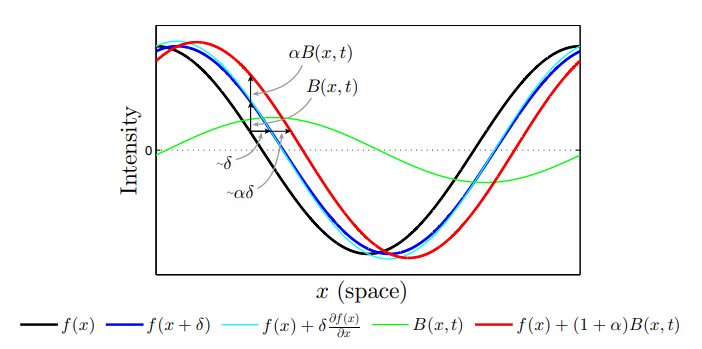 αB(x, t)
B(x, t)
Intensity
0
~δ
~αδ
x (space)
f(x) f(x + δ) f(x) + δ ∂f(x)/∂x B(x, t) f(x) + (1 + α)B(x, t)